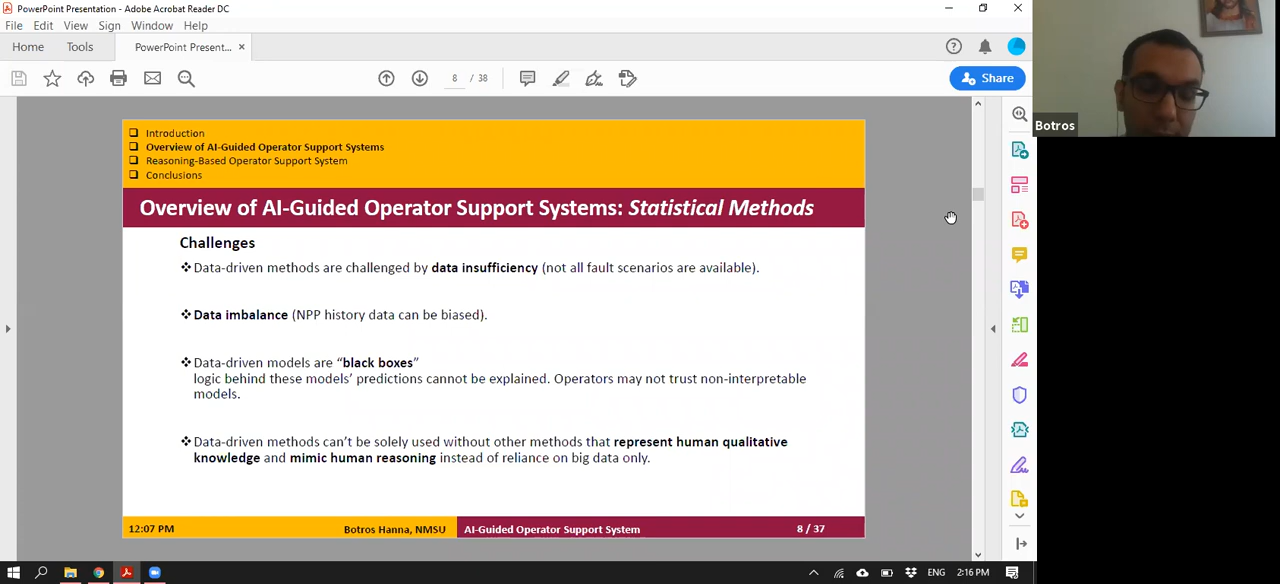 PowerPoint Presentation - Adobe Acrobat Reader DC
File Edit View Sign Window Help
Home Tools PowerPoint Present... ×
8 / 38
Share
Botros
❑ Introduction
❑ Overview of AI-Guided Operator Support Systems
❑ Reasoning-Based Operator Support System
❑ Conclusions
Overview of AI-Guided Operator Support Systems: Statistical Methods
Challenges
❖Data-driven methods are challenged by data insufficiency (not all fault scenarios are available).
❖Data imbalance (NPP history data can be biased).
❖Data-driven models are “black boxes”
logic behind these models’ predictions cannot be explained. Operators may not trust non-interpretable
models.
❖Data-driven methods can’t be solely used without other methods that represent human qualitative
knowledge and mimic human reasoning instead of reliance on big data only.
12:07 PM Botros Hanna, NMSU AI-Guided Operator Support System 8 / 37
ENG 2:16 PM